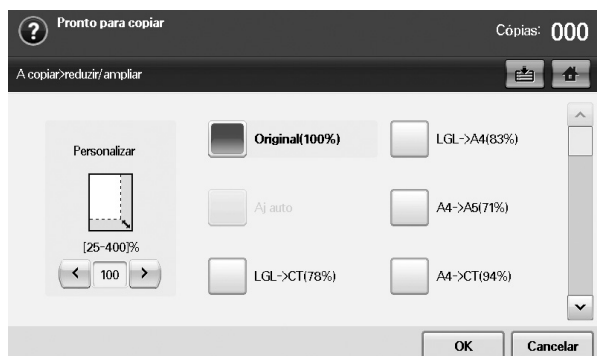 ? Pronto para copiar
Cópias: 000
A copiar>reduzir/ampliar
Personalizar
[25-400]%
< 100 >
Original(100%)
LGL->A4(83%)
Aj auto
A4->A5(71%)
LGL->CT(78%)
A4->CT(94%)
OK
Cancelar